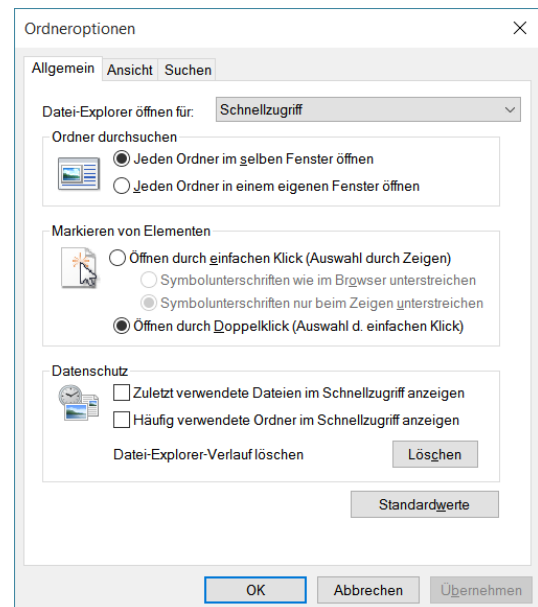 Ordneroptionen
Allgemein Ansicht Suchen
Datei-Explorer öffnen für: Schnellzugriff
Ordner durchsuchen
Jeden Ordner im selben Fenster öffnen
Jeden Ordner in einem eigenen Fenster öffnen
Markieren von Elementen
Öffnen durch einfachen Klick (Auswahl durch Zeigen)
Symbolunterschriften wie im Browser unterstreichen
Symbolunterschriften nur beim Zeigen unterstreichen
Öffnen durch Doppelklick (Auswahl d. einfachen Klick)
Datenschutz
Zuletzt verwendete Dateien im Schnellzugriff anzeigen
Häufig verwendete Ordner im Schnellzugriff anzeigen
Datei-Explorer-Verlauf löschen Löschen
Standardwerte
OK Abbrechen Übernehmen